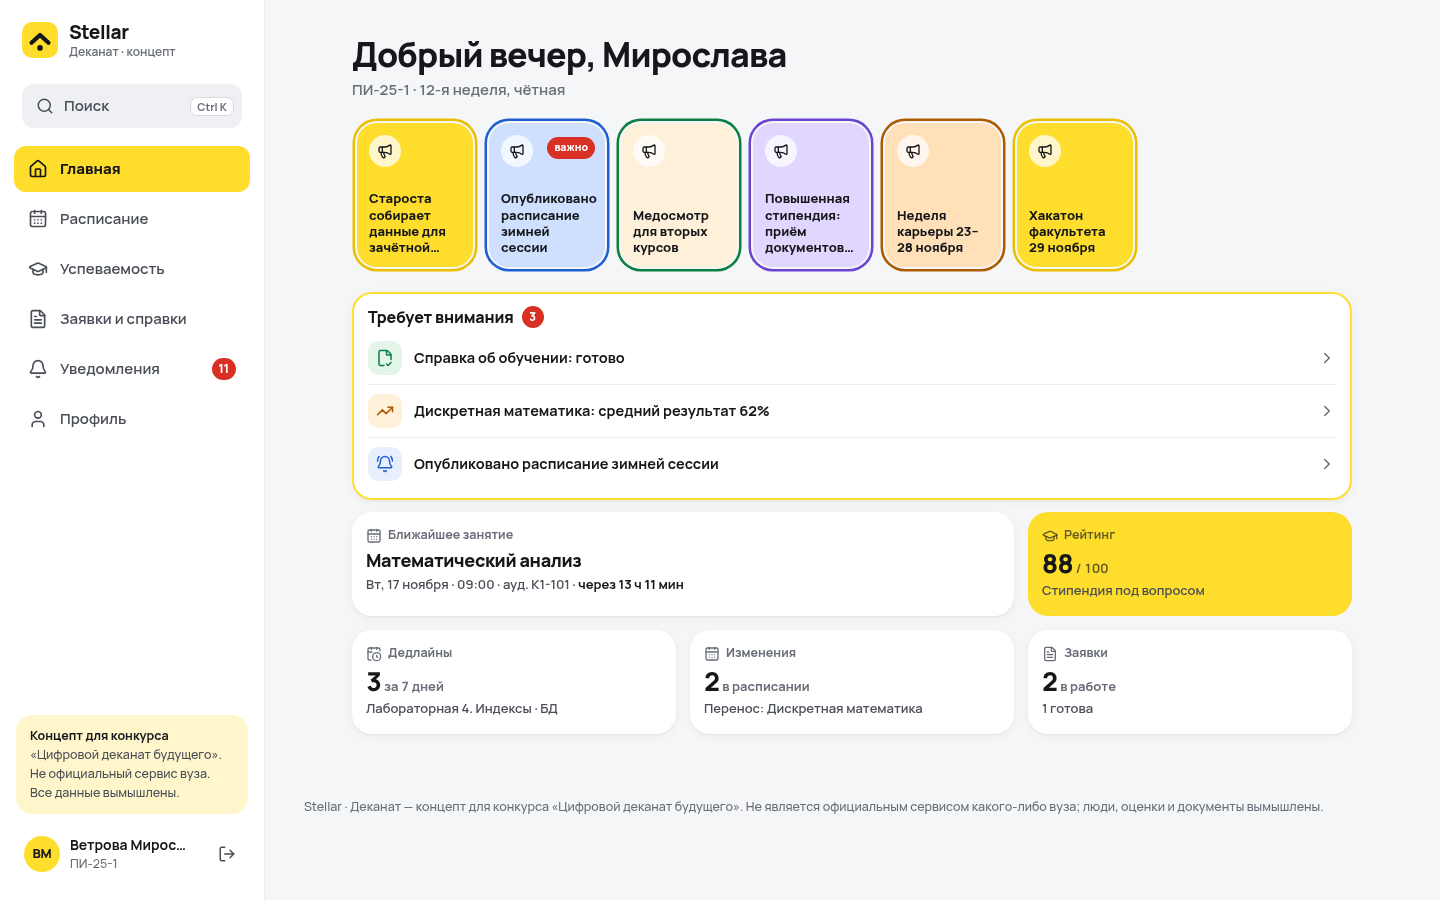 Stellar
Деканат · концепт
Поиск
Ctrl K
Главная
Расписание
Успеваемость
Заявки и справки
Уведомления
11
Профиль
Концепт для конкурса
«Цифровой деканат будущего».
Не официальный сервис вуза.
Все данные вымышлены.
ВМ
Ветрова Мирос…
ПИ-25-1
Добрый вечер, Мирослава
ПИ-25-1 · 12-я неделя, чётная
Староста
собирает
данные для
зачётной…
важно
Опубликовано
расписание
зимней
сессии
Медосмотр
для вторых
курсов
Повышенная
стипендия:
приём
документов…
Неделя
карьеры 23–
28 ноября
Хакатон
факультета
29 ноября
Требует внимания
3
Справка об обучении: готово
Дискретная математика: средний результат 62%
Опубликовано расписание зимней сессии
Ближайшее занятие
Математический анализ
Вт, 17 ноября · 09:00 · ауд. К1-101 · через 13 ч 11 мин
Рейтинг
88 / 100
Стипендия под вопросом
Дедлайны
3 за 7 дней
Лабораторная 4. Индексы · БД
Изменения
2 в расписании
Перенос: Дискретная математика
Заявки
2 в работе
1 готова
Stellar · Деканат — концепт для конкурса «Цифровой деканат будущего». Не является официальным сервисом какого-либо вуза; люди, оценки и документы вымышлены.